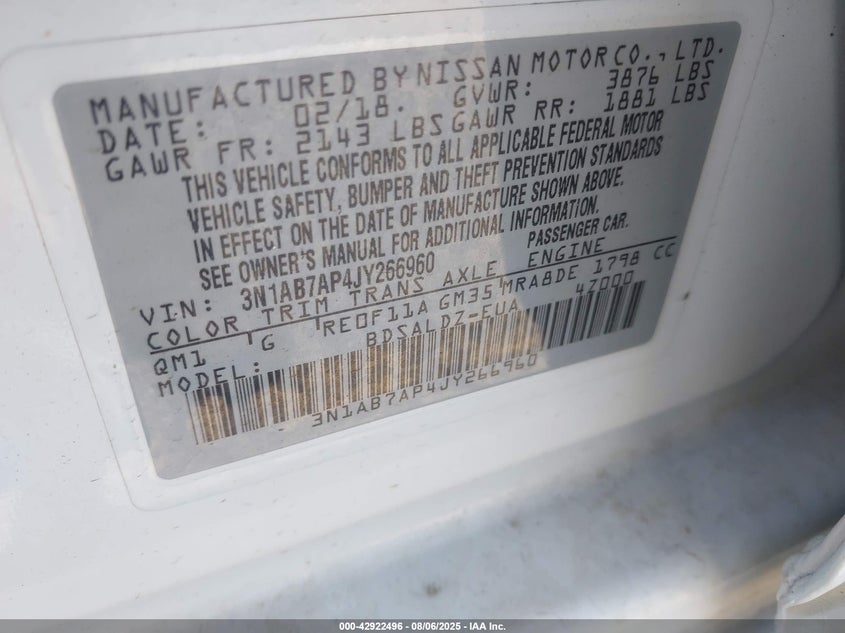 MANUFACTURED BY NISSAN MOTOR CO., LTD.
DATE: 02/18. GVWR: 3876 LBS
GAWR FR: 2143 LBS GAWR RR: 1881 LBS
THIS VEHICLE CONFORMS TO ALL APPLICABLE FEDERAL MOTOR
VEHICLE SAFETY, BUMPER AND THEFT PREVENTION STANDARDS
IN EFFECT ON THE DATE OF MANUFACTURE SHOWN ABOVE.
SEE OWNER'S MANUAL FOR ADDITIONAL INFORMATION.
VIN: 3N1AB7AP4JY266960 PASSENGER CAR.
COLOR TRIM TRANS AXLE ENGINE
QM1 G RE0F11A GM35 MRA8DE 1798 CC
MODEL: BDSALDZ-EUA 47000
3N1AB7AP4JY266960
000-42922496 - 08/06/2025 - IAA Inc.